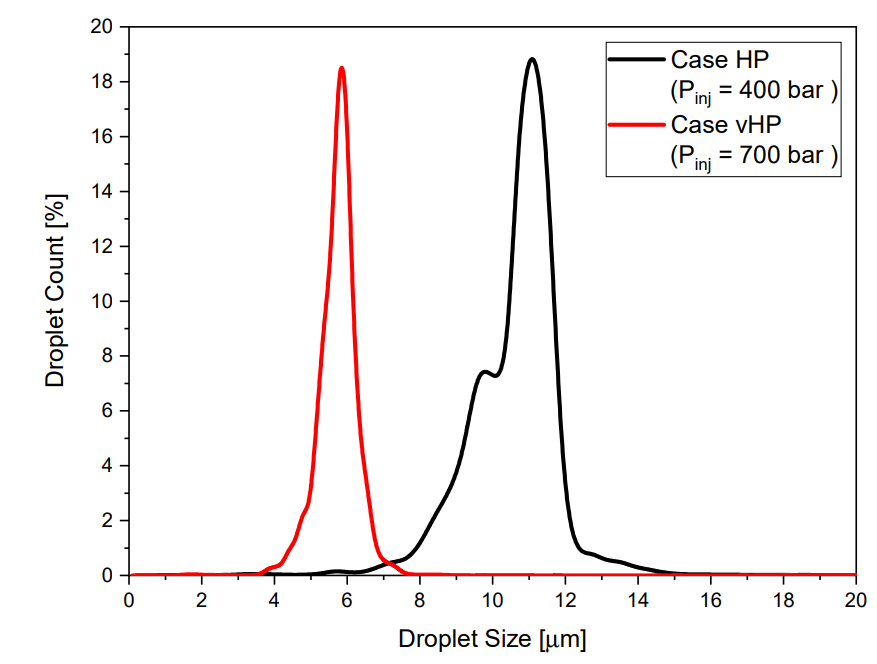 20
18
16
14
12
10
8
6
4
2
0
Droplet Count [%]
Case HP
(Pinj = 400 bar )
Case vHP
(Pinj = 700 bar )
0 2 4 6 8 10 12 14 16 18 20
Droplet Size [μm]